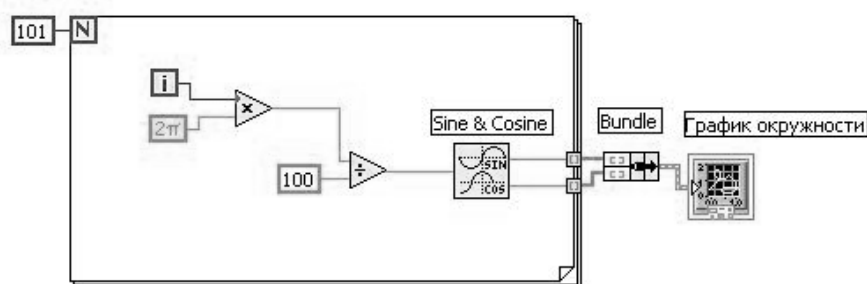 101 N
i
×
2π
Sine & Cosine
Bundle
График окружности
÷
100
SIN
COS